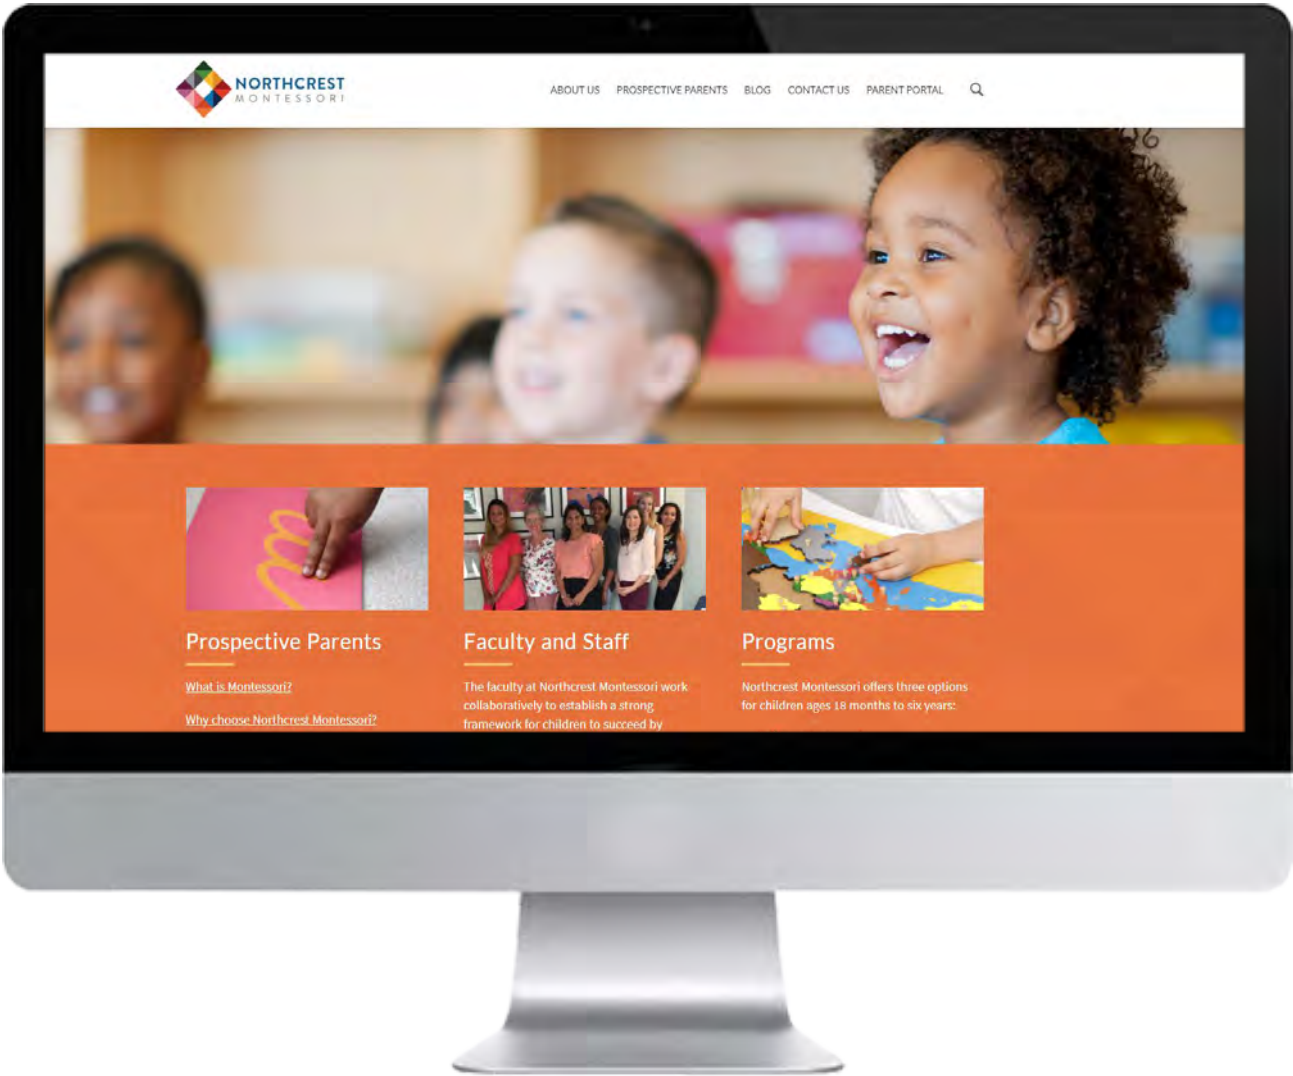 NORTHCREST
MONTESSORI
ABOUT US PROSPECTIVE PARENTS BLOG CONTACT US PARENT PORTAL
Prospective Parents
What is Montessori?
Why choose Northcrest Montessori?
Faculty and Staff
The faculty at Northcrest Montessori work
collaboratively to establish a strong
framework for children to succeed by
Programs
Northcrest Montessori offers three options
for children ages 18 months to six years: